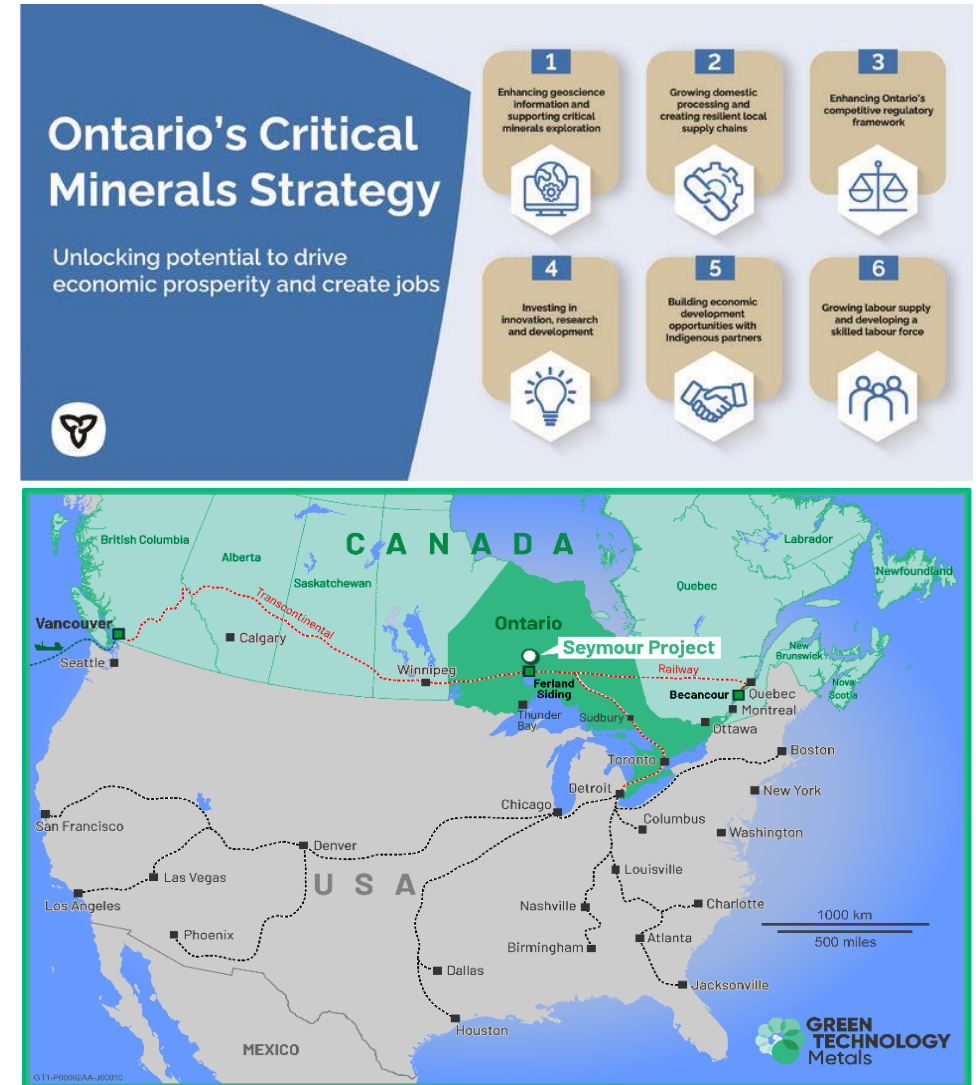 Ontario's Critical
Minerals Strategy
Unlocking potential to drive
economic prosperity and create jobs
1
Enhancing geoscience
information and
supporting critical
minerals exploration
2
Growing domestic
processing and
creating resilient local
supply chains
3
Enhancing Ontario's
competitive regulatory
framework
4
Investing in
innovation, research
and development
5
Building economic
development
opportunities with
Indigenous partners
6
Growing labour supply
and developing a
skilled labour force
CANADA
British Columbia
Alberta
Saskatchewan
Labrador
Newfoundland
Quebec
Transcontinental
Ontario
Vancouver
Calgary
Seymour Project
New
Brunswick
Nova
Scotia
Seattle
Winnipeg
Railway
Ferland
Siding
Becancour
Quebec
Montreal
Thunder
Bay
Sudbury
Ottawa
Toronto
Boston
Detroit
New York
Chicago
San Francisco
Columbus
Washington
Denver
Las Vegas
USA
Louisville
Los Angeles
Nashville
Charlotte
1000 km
500 miles
Phoenix
Birmingham
Atlanta
Dallas
Jacksonville
Houston
MEXICO
GREEN
TECHNOLOGY
Metals
GT1-P00002AA-J00010